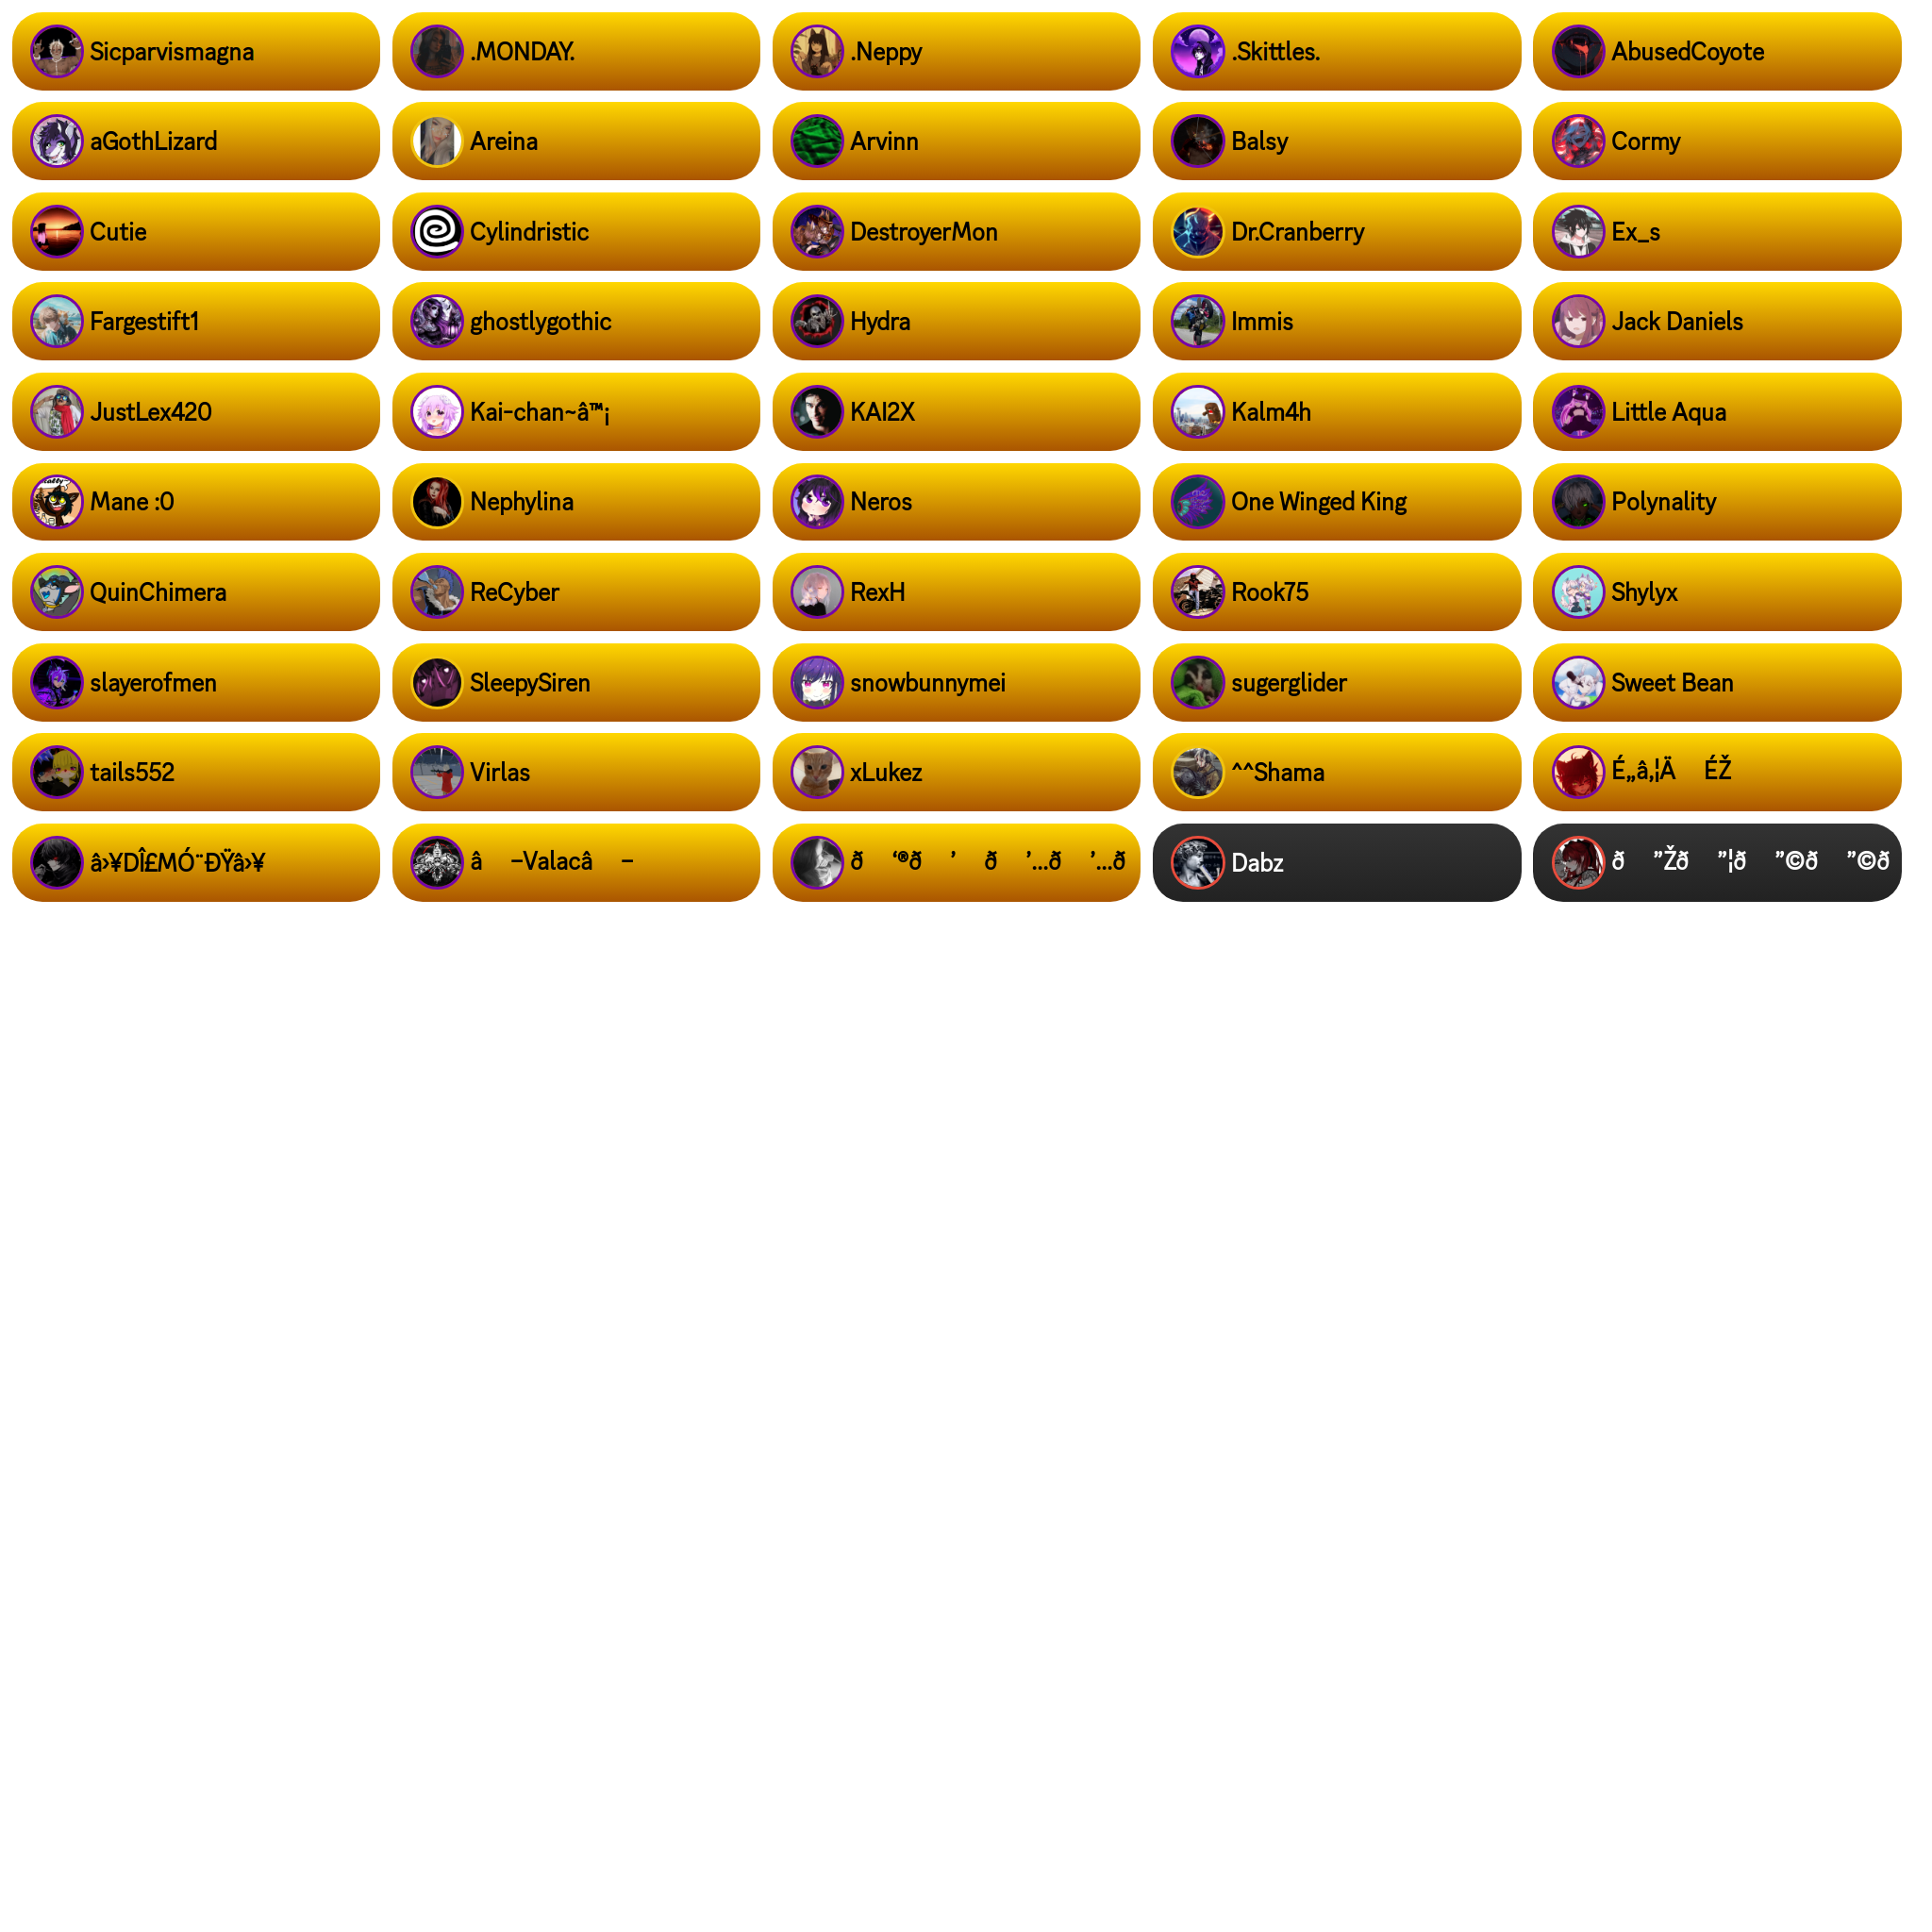 Sicparvismagna
.MONDAY.
.Neppy
.Skittles.
AbusedCoyote
aGothLizard
Areina
Arvinn
Balsy
Cormy
Cutie
Cylindristic
DestroyerMon
Dr.Cranberry
Ex_s
Fargestift1
ghostlygothic
Hydra
Immis
Jack Daniels
JustLex420
Kai-chan~â™¡
KAI2X
Kalm4h
Little Aqua
Mane :0
Nephylina
Neros
One Winged King
Polynality
QuinChimera
ReCyber
RexH
Rook75
Shylyx
slayerofmen
SleepySiren
snowbunnymei
sugerglider
Sweet Bean
tails552
Virlas
xLukez
^^Shama
É„â‚¦Ä ÉŽ
â›¥DÎ£MÓ¨ÐŸâ›¥
â –Valacâ –
ð ‘®ð ’ ð ’…ð ’…ð
Dabz
ð ”Žð ”¦ð ”©ð ”©ð